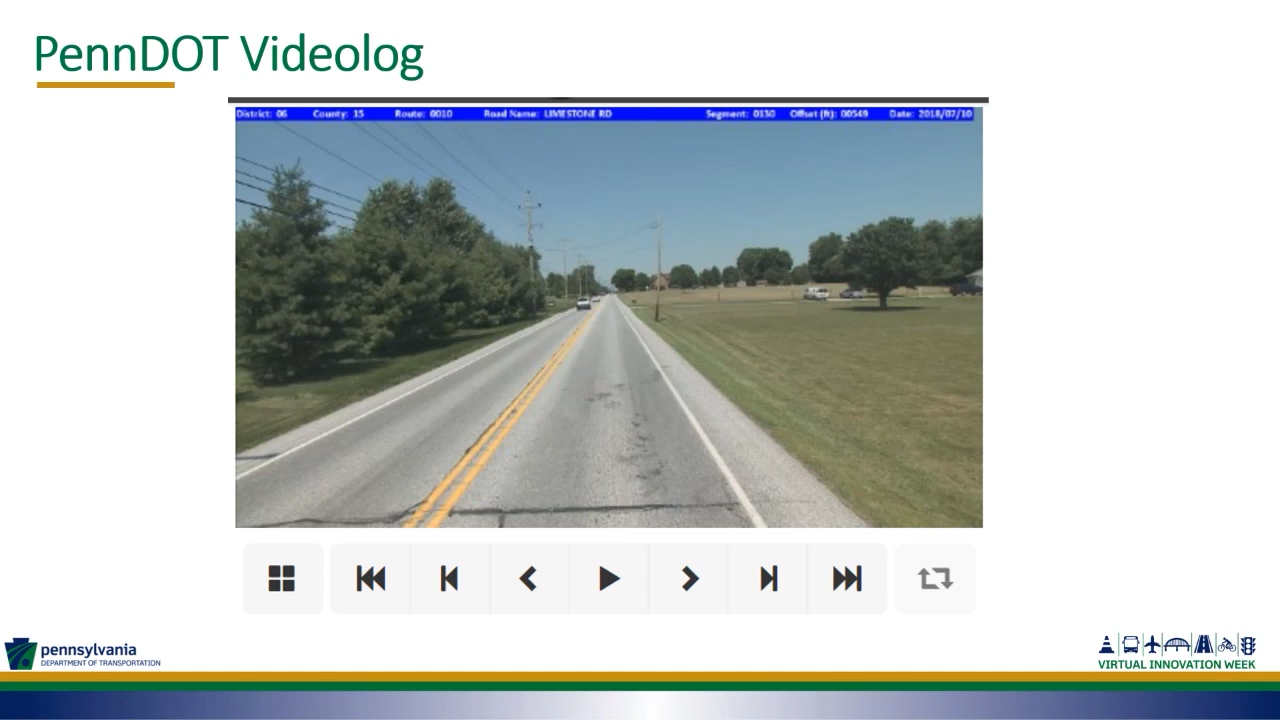 PennDOT Videolog
District: 06 County: 15 Route: 0010 Road Name: LIMESTONE RD Segment: 0130 Offset (ft): 00549 Date: 2018/07/10
pennsylvania
DEPARTMENT OF TRANSPORTATION
VIRTUAL INNOVATION WEEK